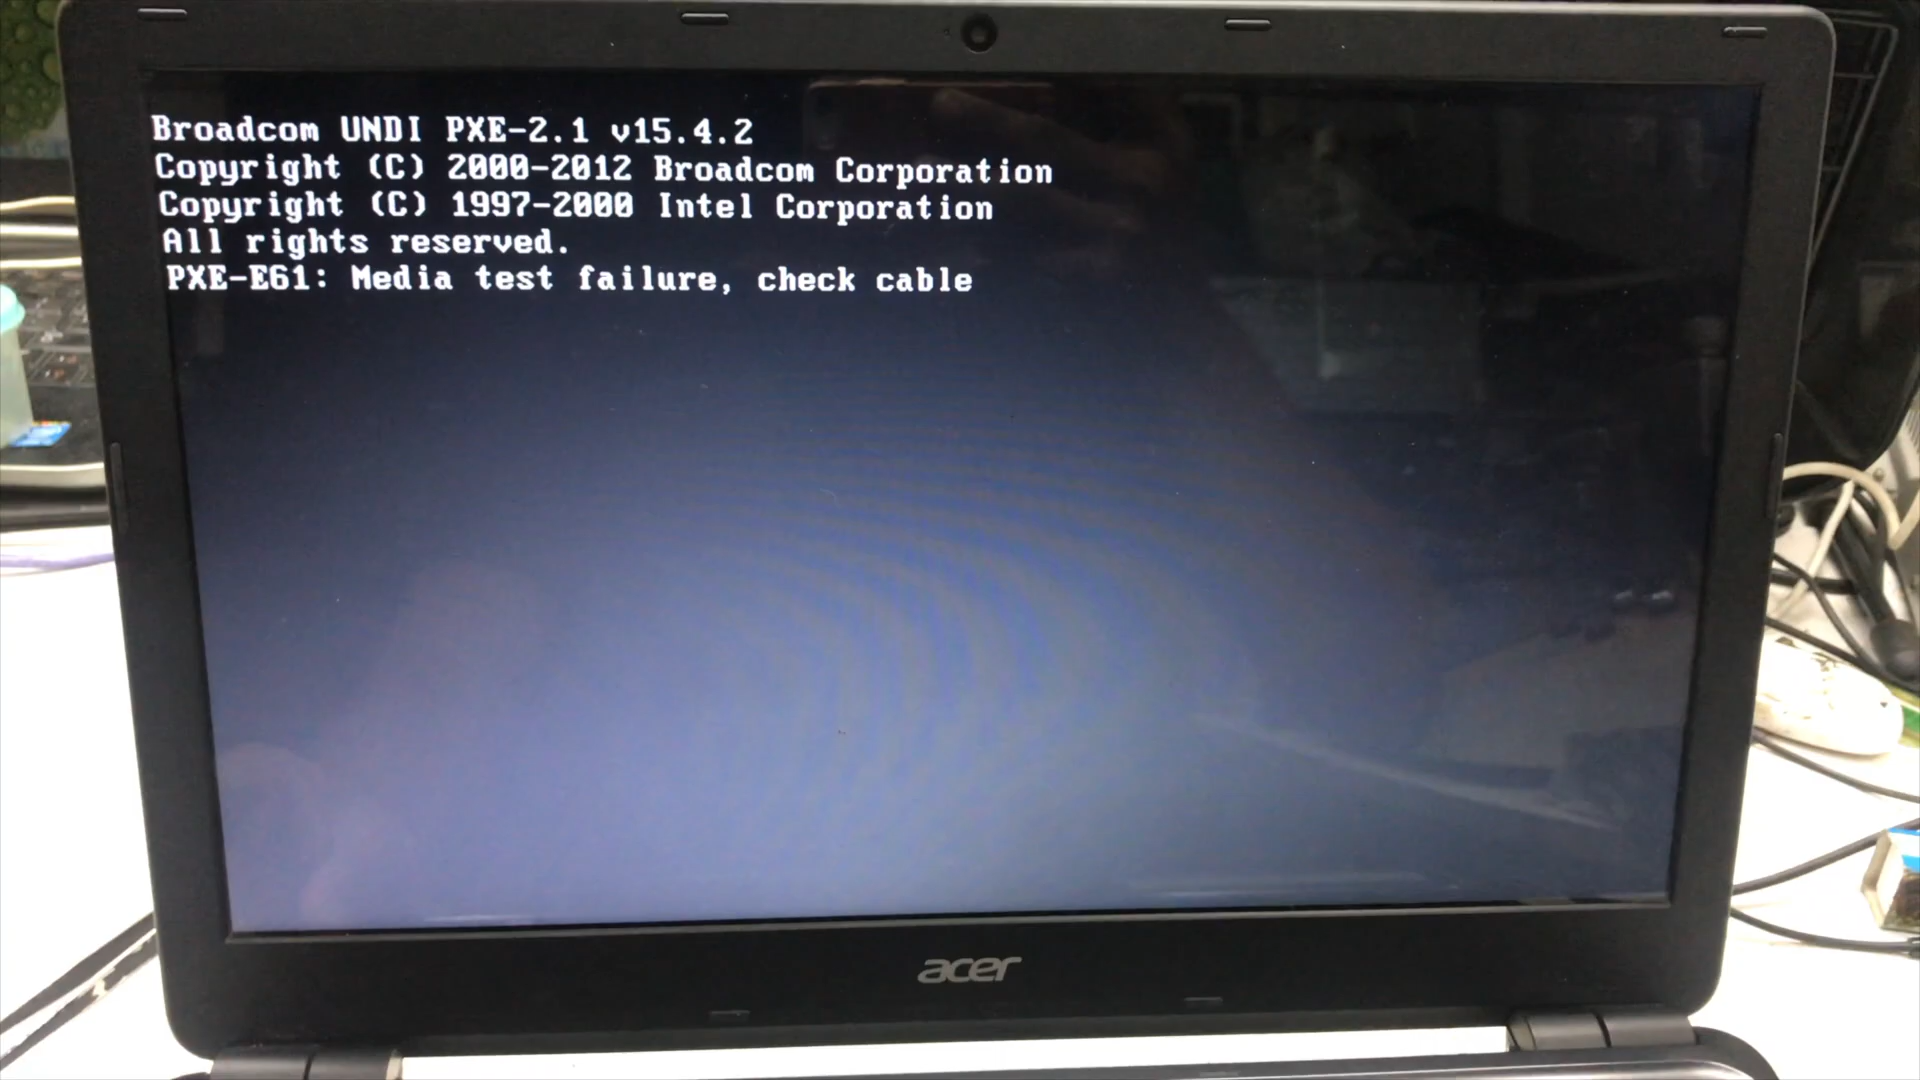 Broadcom UNDI PXE-2.1 v15.4.2
Copyright (C) 2000-2012 Broadcom Corporation
Copyright (C) 1997-2000 Intel Corporation
All rights reserved.
PXE-E61: Media test failure, check cable
acer